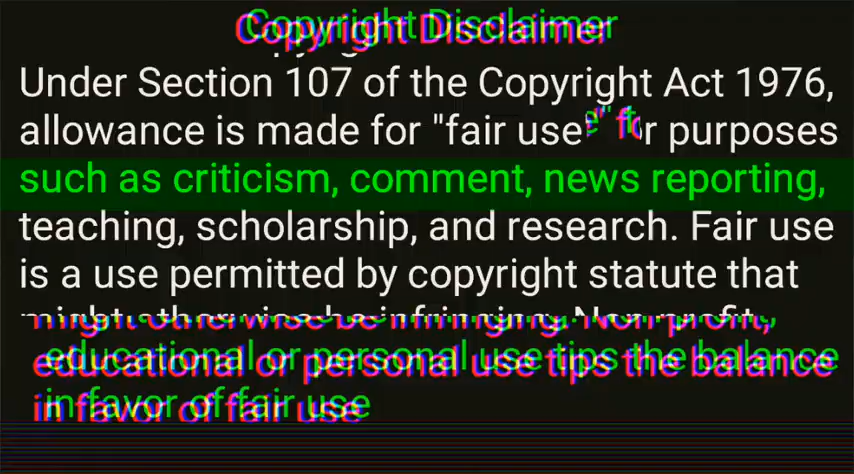 Copyright Disclaimer
Under Section 107 of the Copyright Act 1976,
allowance is made for "fair use" for purposes
such as criticism, comment, news reporting,
teaching, scholarship, and research. Fair use
is a use permitted by copyright statute that
might otherwise be infringing. Non-profit,
educational or personal use tips the balance
in favor of fair use